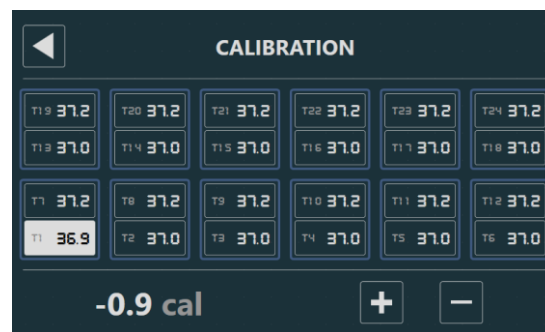 CALIBRATION
T19 37.2 T20 37.2 T21 37.2 T22 37.2 T23 37.2 T24 37.2
T13 37.0 T14 37.0 T15 37.0 T16 37.0 T17 37.0 T18 37.0
T7 37.2 T8 37.2 T9 37.2 T10 37.2 T11 37.2 T12 37.2
T1 36.9 T2 37.0 T3 37.0 T4 37.0 T5 37.0 T6 37.0
-0.9 cal + −